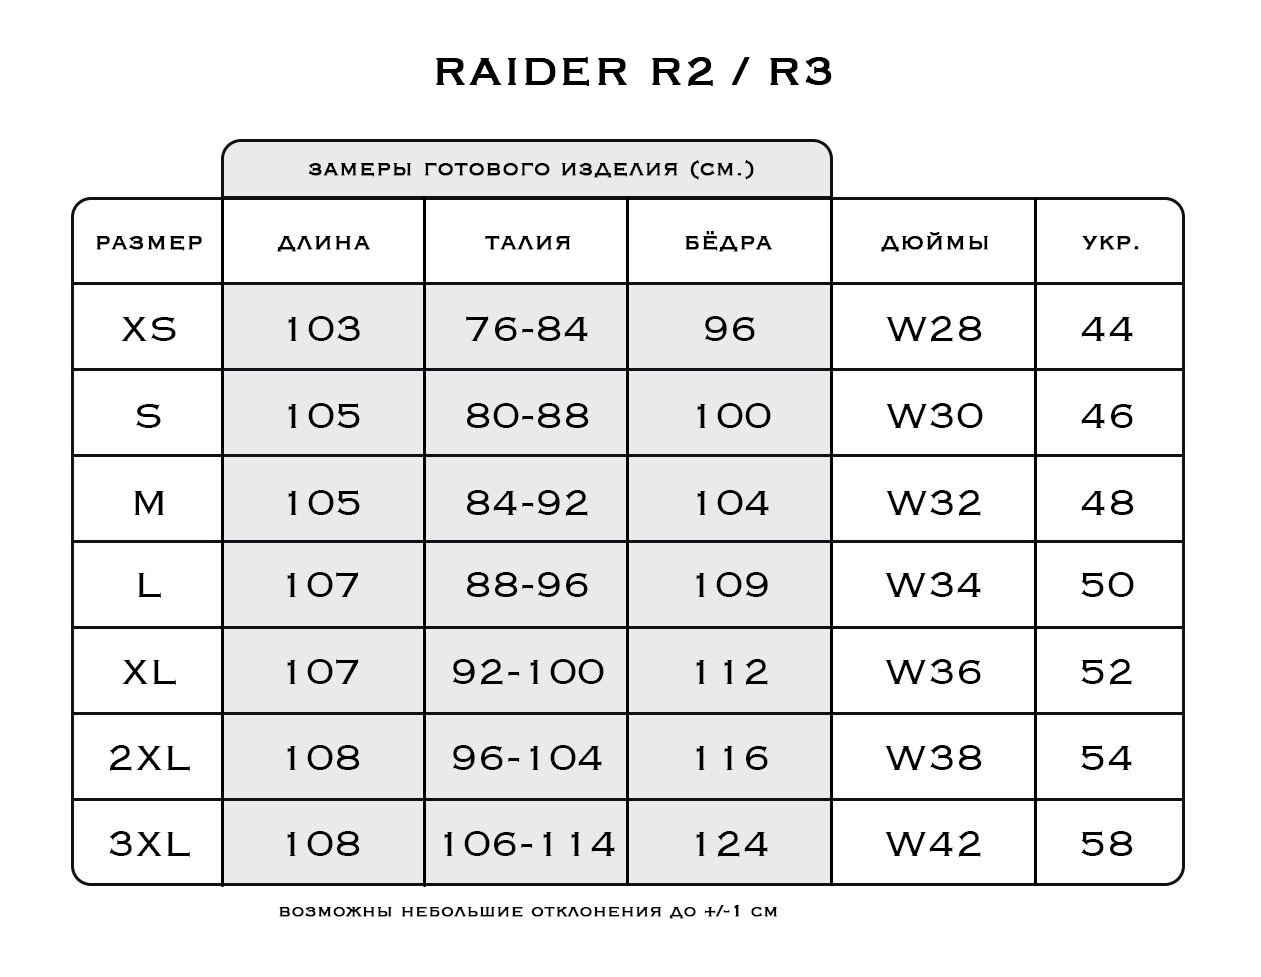 RAIDER R2 / R3
ЗАМЕРЫ ГОТОВОГО ИЗДЕЛИЯ (СМ.)
РАЗМЕР ДЛИНА ТАЛИЯ БЁДРА ДЮЙМЫ УКР.
XS 103 76-84 96 W28 44
S 105 80-88 100 W30 46
M 105 84-92 104 W32 48
L 107 88-96 109 W34 50
XL 107 92-100 112 W36 52
2XL 108 96-104 116 W38 54
3XL 108 106-114 124 W42 58
ВОЗМОЖНЫ НЕБОЛЬШИЕ ОТКЛОНЕНИЯ ДО +/-1 СМ